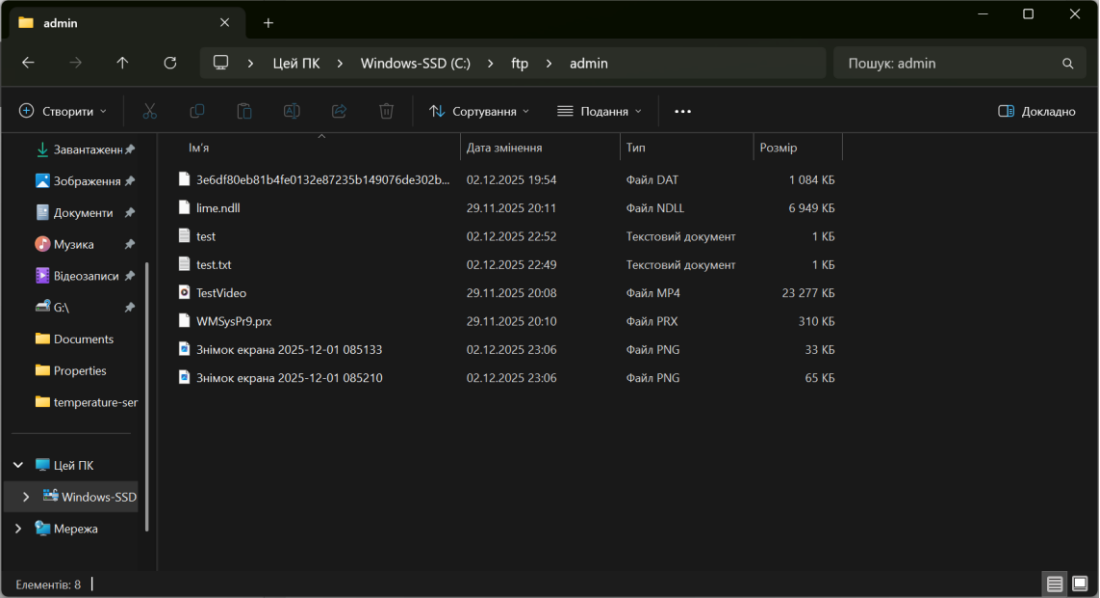 admin
Цей ПК > Windows-SSD (C:) > ftp > admin
Пошук: admin
Створити
Сортування
Подання
Докладно
Завантаженн
Зображення
Документи
Музика
Відеозаписи
G:\
Documents
Properties
temperature-ser
Цей ПК
Windows-SSD
Мережа
Ім'я Дата змінення Тип Розмір
3e6df80eb81b4fe0132e87235b149076de302b... 02.12.2025 19:54 Файл DAT 1 084 КБ
lime.ndll 29.11.2025 20:11 Файл NDLL 6 949 КБ
test 02.12.2025 22:52 Текстовий документ 1 КБ
test.txt 02.12.2025 22:49 Текстовий документ 1 КБ
TestVideo 29.11.2025 20:08 Файл MP4 23 277 КБ
WMSysPr9.prx 29.11.2025 20:10 Файл PRX 310 КБ
Знімок екрана 2025-12-01 085133 02.12.2025 23:06 Файл PNG 33 КБ
Знімок екрана 2025-12-01 085210 02.12.2025 23:06 Файл PNG 65 КБ
Елементів: 8